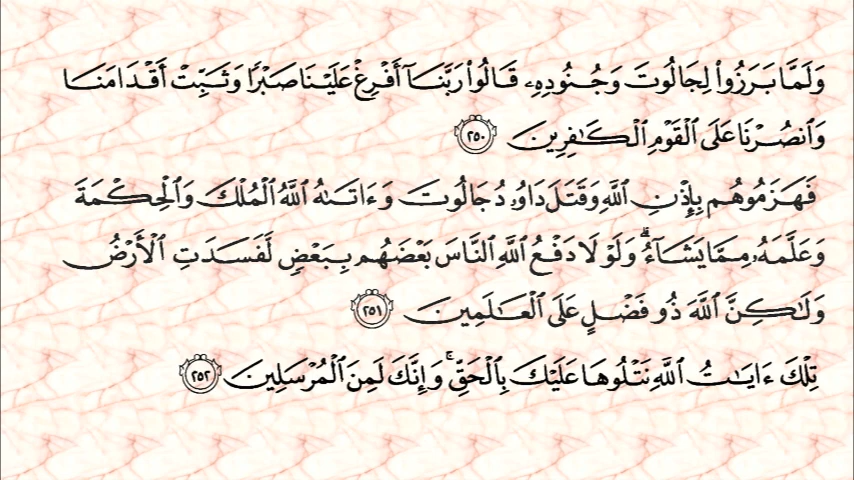 وَلَمَّا بَرَزُوا۟ لِجَالُوتَ وَجُنُودِهِۦ قَالُوا۟ رَبَّنَآ أَفْرِغْ عَلَيْنَا صَبْرًا وَثَبِّتْ أَقْدَامَنَا
وَٱنصُرْنَا عَلَى ٱلْقَوْمِ ٱلْكَـٰفِرِينَ ٢٥٠
فَهَزَمُوهُم بِإِذْنِ ٱللَّهِ وَقَتَلَ دَاوُۥدُ جَالُوتَ وَءَاتَىٰهُ ٱللَّهُ ٱلْمُلْكَ وَٱلْحِكْمَةَ
وَعَلَّمَهُۥ مِمَّا يَشَآءُ ۗ وَلَوْلَا دَفْعُ ٱللَّهِ ٱلنَّاسَ بَعْضَهُم بِبَعْضٍ لَّفَسَدَتِ ٱلْأَرْضُ
وَلَـٰكِنَّ ٱللَّهَ ذُو فَضْلٍ عَلَى ٱلْعَـٰلَمِينَ ٢٥١
تِلْكَ ءَايَـٰتُ ٱللَّهِ نَتْلُوهَا عَلَيْكَ بِٱلْحَقِّ ۚ وَإِنَّكَ لَمِنَ ٱلْمُرْسَلِينَ ٢٥٢